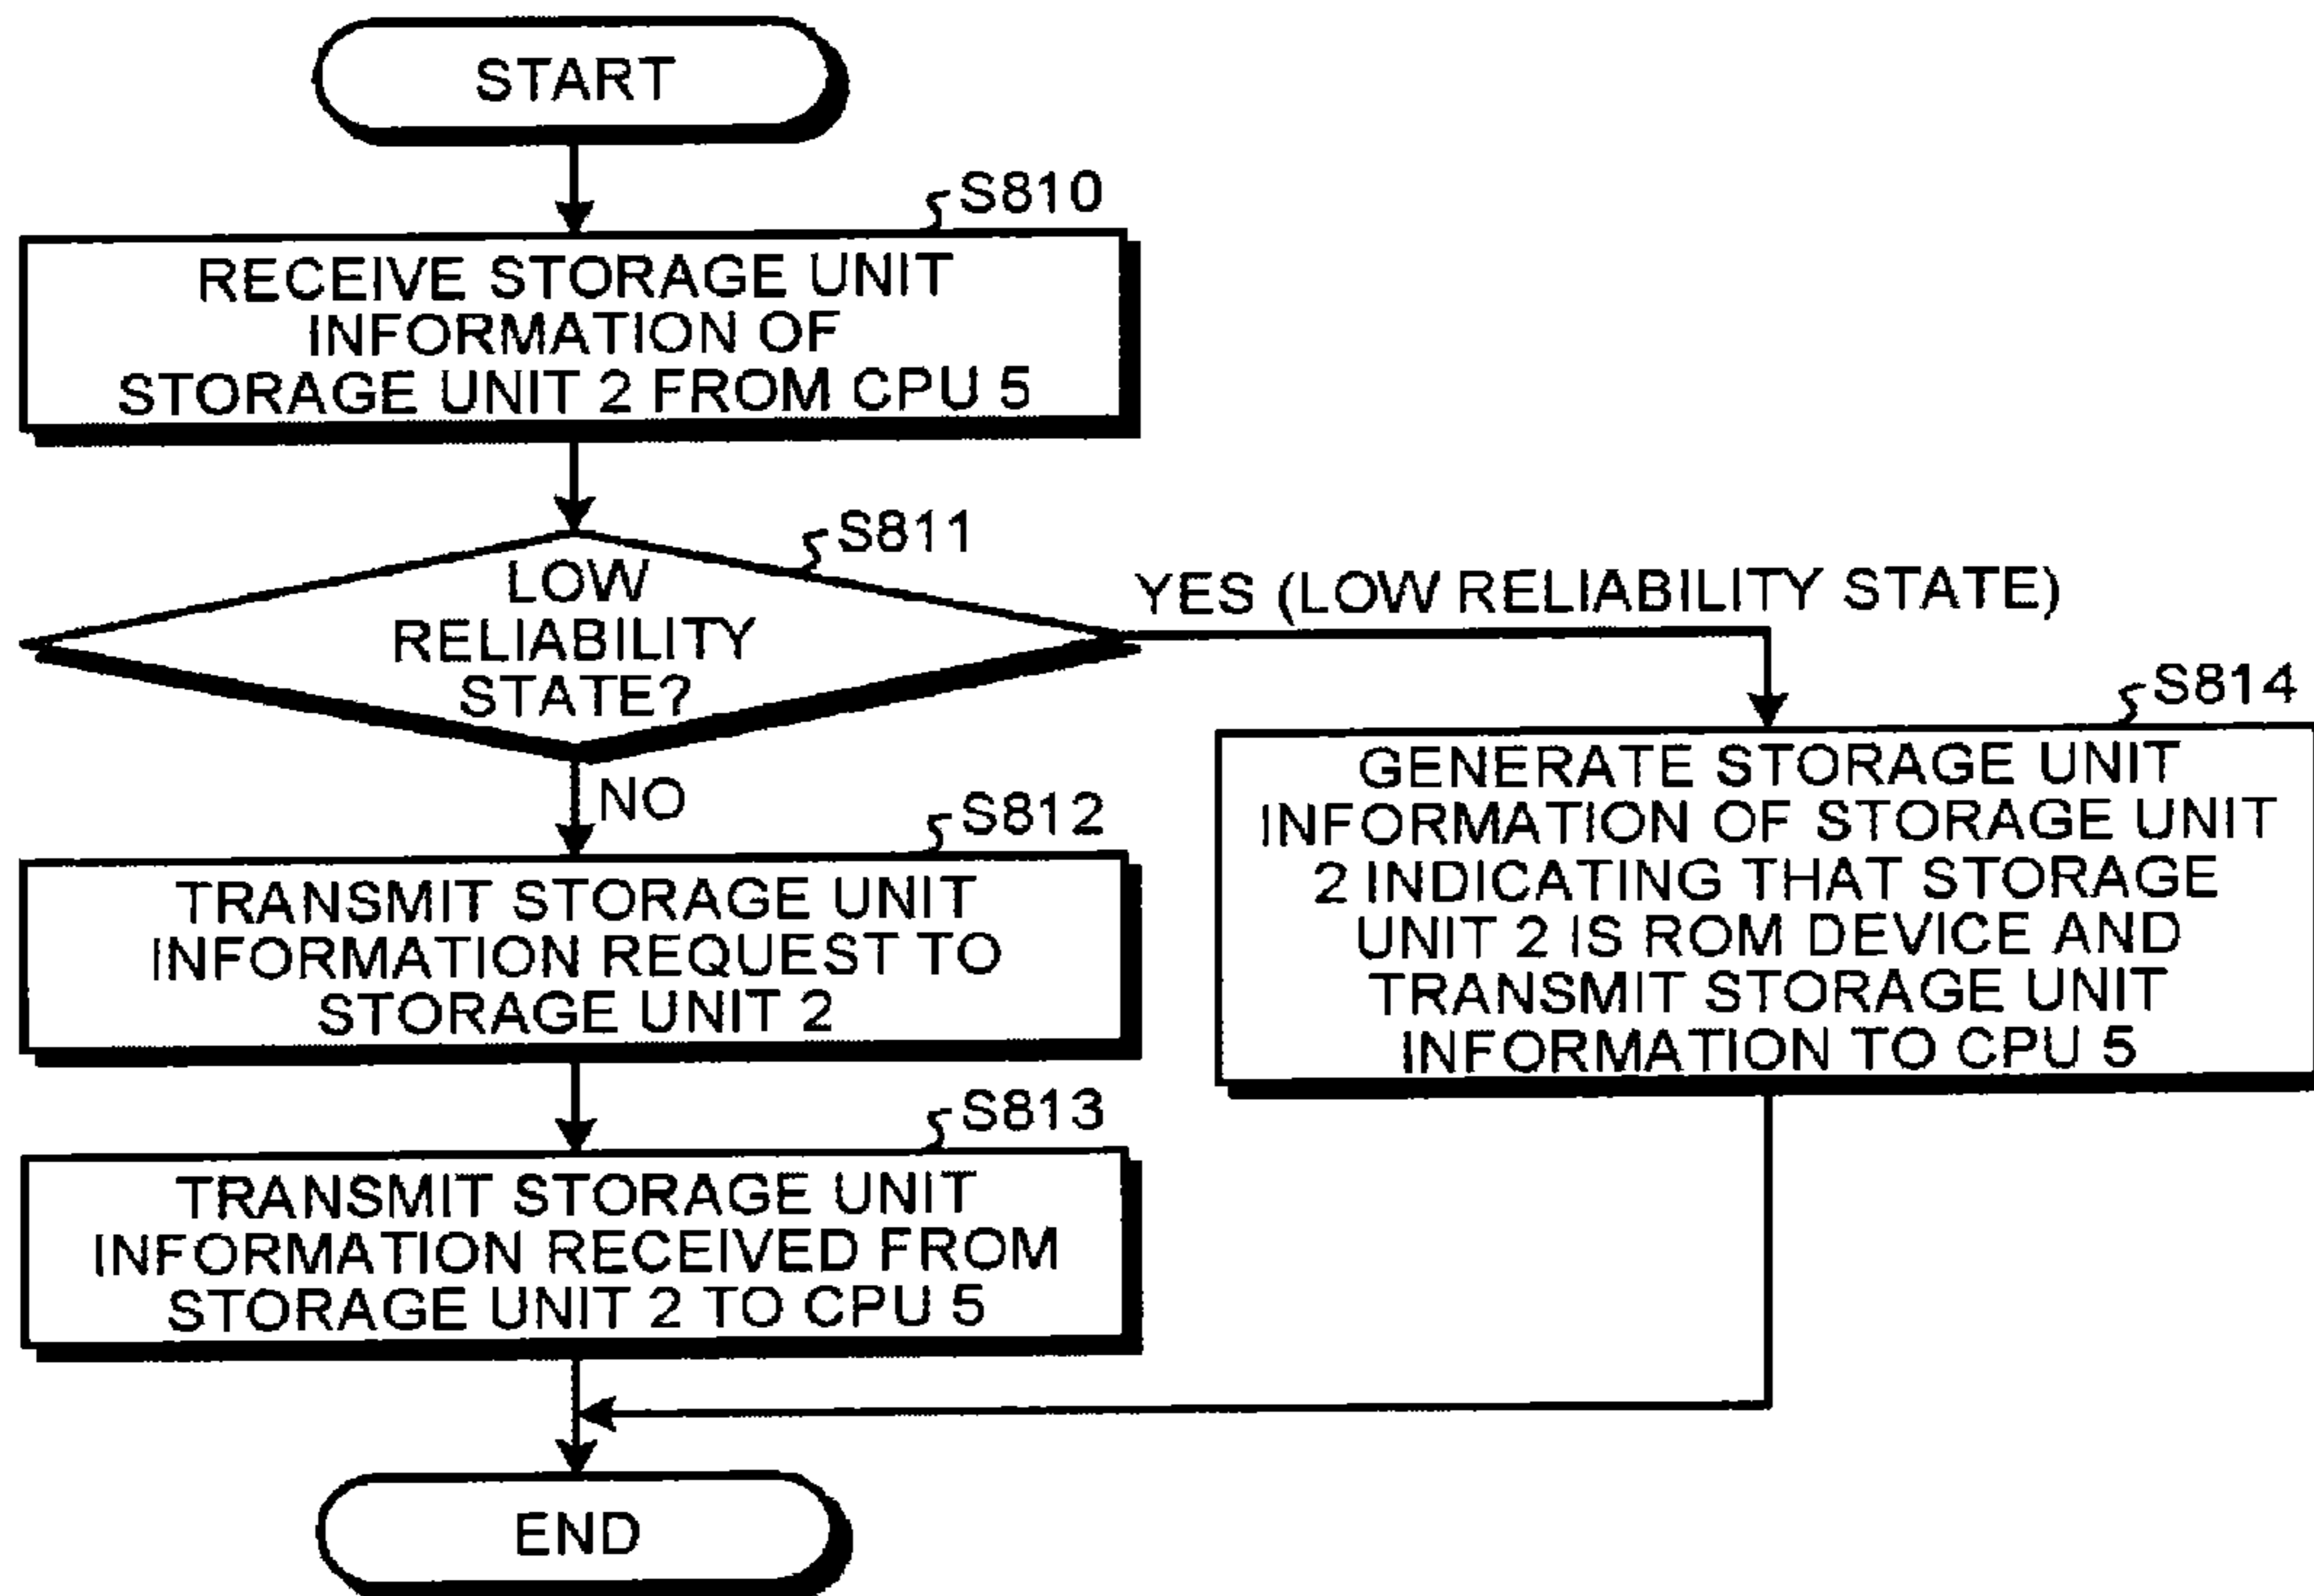 START
S810
RECEIVE STORAGE UNIT
INFORMATION OF
STORAGE UNIT 2 FROM CPU 5
S811
LOW
RELIABILITY
STATE?
YES (LOW RELIABILITY STATE)
S814
GENERATE STORAGE UNIT
INFORMATION OF STORAGE UNIT
2 INDICATING THAT STORAGE
UNIT 2 IS ROM DEVICE AND
TRANSMIT STORAGE UNIT
INFORMATION TO CPU 5
NO
S812
TRANSMIT STORAGE UNIT
INFORMATION REQUEST TO
STORAGE UNIT 2
S813
TRANSMIT STORAGE UNIT
INFORMATION RECEIVED FROM
STORAGE UNIT 2 TO CPU 5
END